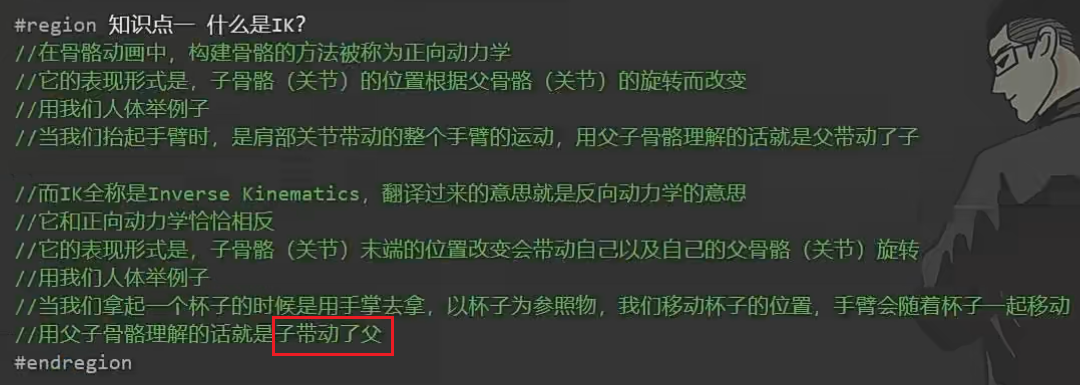 #region 知识点一 什么是IK?
//在骨骼动画中，构建骨骼的方法被称为正向动力学
//它的表现形式是，子骨骼（关节）的位置根据父骨骼（关节）的旋转而改变
//用我们人体举例子
//当我们抬起手臂时，是肩部关节带动的整个手臂的运动，用父子骨骼理解的话就是父带动了子
//而IK全称是Inverse Kinematics，翻译过来的意思就是反向动力学的意思
//它和正向动力学恰恰相反
//它的表现形式是，子骨骼（关节）末端的位置改变会带动自己以及自己的父骨骼（关节）旋转
//用我们人体举例子
//当我们拿起一个杯子的时候是用手掌去拿，以杯子为参照物，我们移动杯子的位置，手臂会随着杯子一起移动
//用父子骨骼理解的话就是子带动了父
#endregion